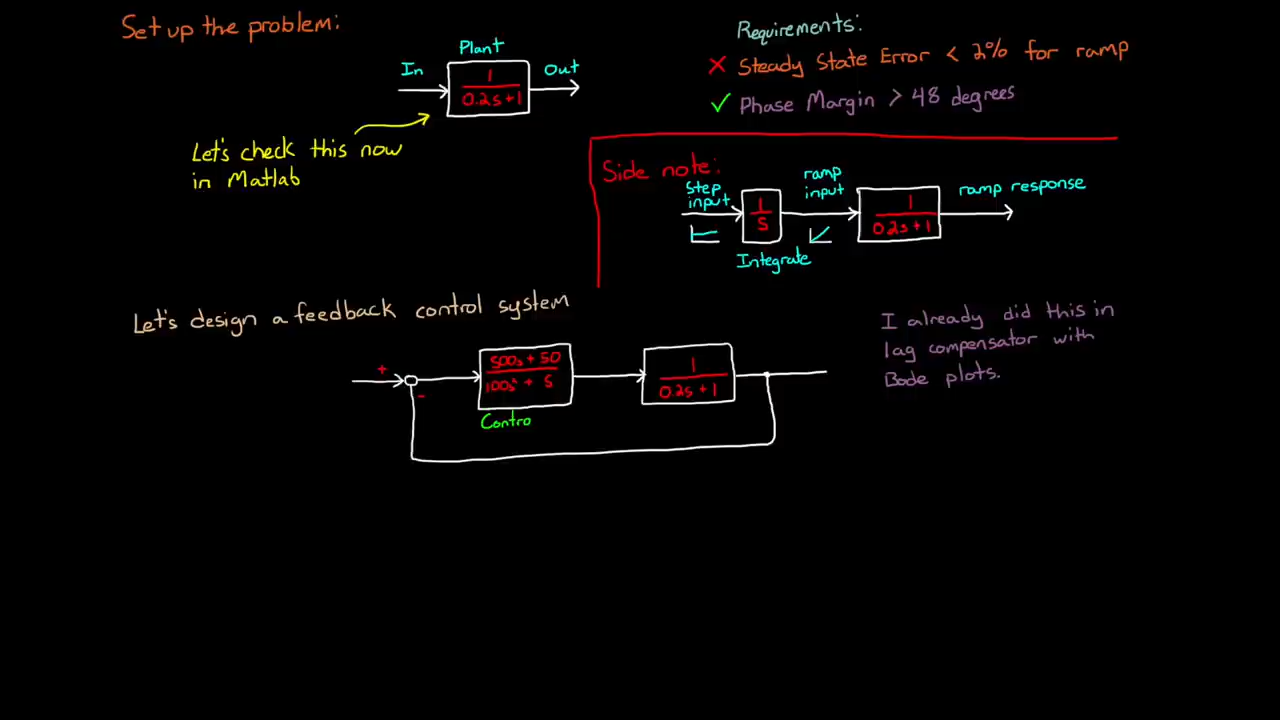 Set up the problem:
Plant
In
1
0.2s+1
Out
Let's check this now
in Matlab
Requirements:
✗ Steady State Error < 2% for ramp
✓ Phase Margin > 48 degrees
Side note:
Step
input
1
S
Integrate
ramp
input
1
0.2s+1
ramp response
Let's design a feedback control system
+
-
500s + 50
100s² + s
Contro
1
0.2s+1
I already did this in
lag compensator with
Bode plots.